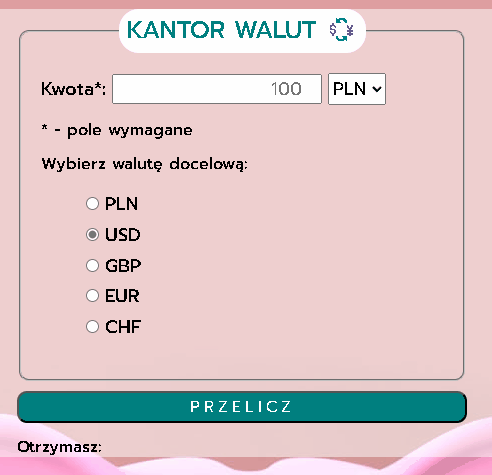 KANTOR WALUT
Kwota*: 100 PLN
* - pole wymagane
Wybierz walutę docelową:
PLN
USD
GBP
EUR
CHF
PRZELICZ
Otrzymasz: